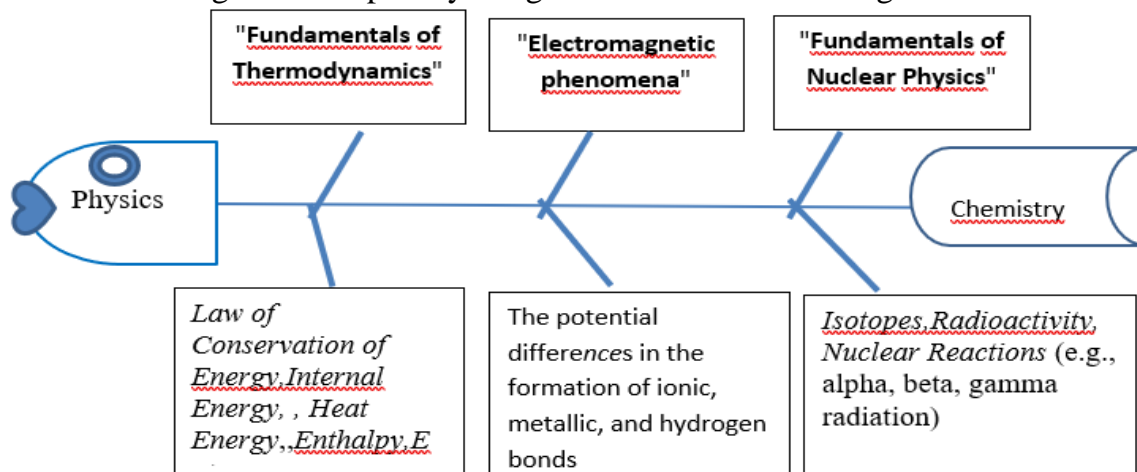 "Fundamentals of
Thermodynamics"
"Electromagnetic
phenomena"
"Fundamentals of
Nuclear Physics"
Physics
Chemistry
Law of
Conservation of
Energy,Internal
Energy, , Heat
Energy,,Enthalpy,E
The potential
differences in the
formation of ionic,
metallic, and hydrogen
bonds
Isotopes,Radioactivity,
Nuclear Reactions (e.g.,
alpha, beta, gamma
radiation)